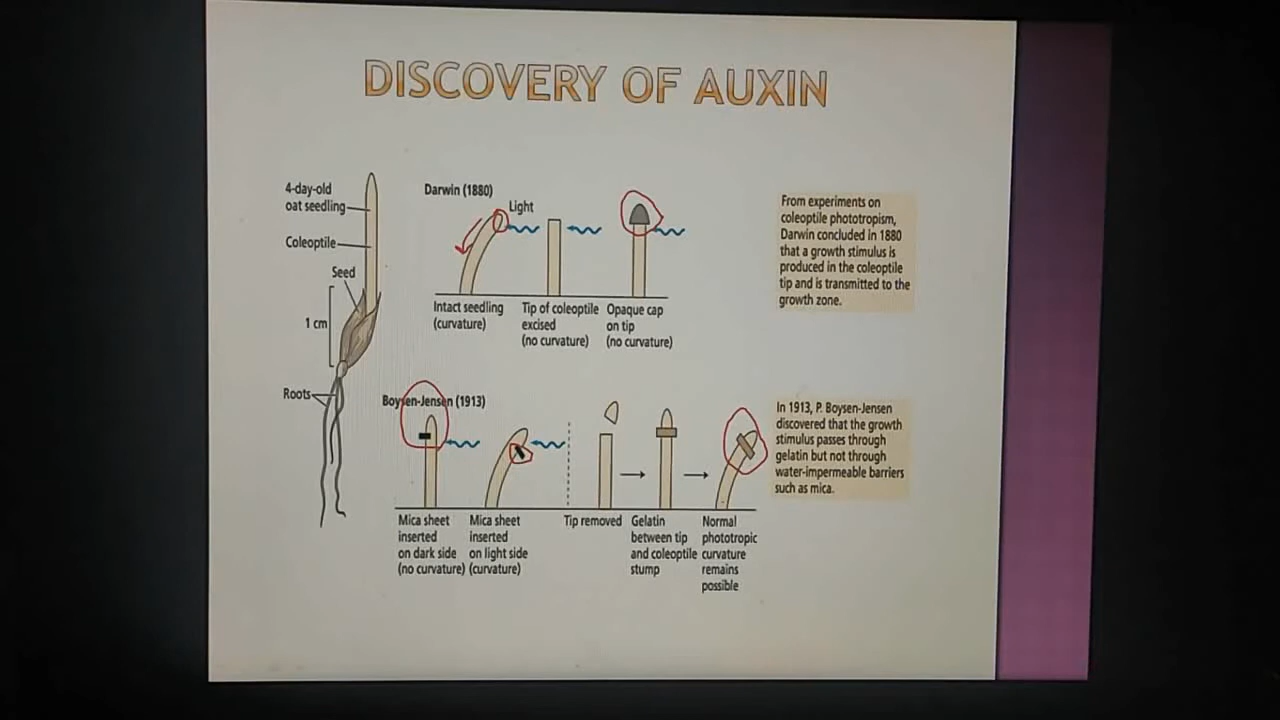 DISCOVERY OF AUXIN
4-day-old
oat seedling
Coleoptile
Seed
1 cm
Roots
Darwin (1880)
Light
Intact seedling
(curvature)
Tip of coleoptile
excised
(no curvature)
Opaque cap
on tip
(no curvature)
From experiments on
coleoptile phototropism,
Darwin concluded in 1880
that a growth stimulus is
produced in the coleoptile
tip and is transmitted to the
growth zone.
Boysen-Jensen (1913)
Mica sheet
inserted
on dark side
(no curvature)
Mica sheet
inserted
on light side
(curvature)
Tip removed
Gelatin
between tip
and coleoptile
stump
Normal
phototropic
curvature
remains
possible
In 1913, P. Boysen-Jensen
discovered that the growth
stimulus passes through
gelatin but not through
water-impermeable barriers
such as mica.